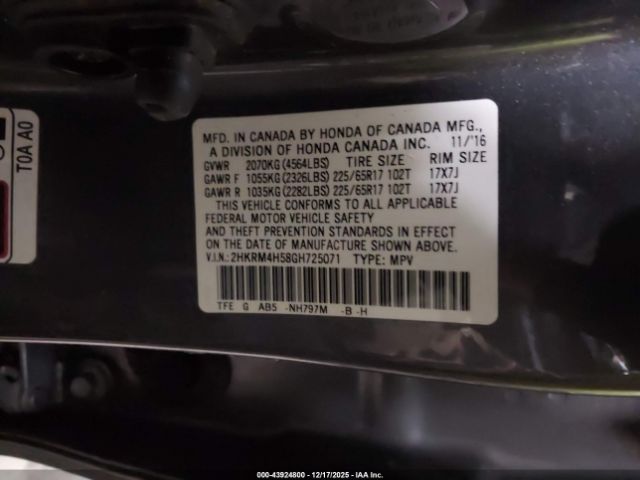 T0A A0
MFD. IN CANADA BY HONDA OF CANADA MFG.,
A DIVISION OF HONDA CANADA INC. 11/'16
GVWR 2070KG (4564LBS) TIRE SIZE RIM SIZE
GAWR F 1055KG (2326LBS) 225/65R17 102T 17X7J
GAWR R 1035KG (2282LBS) 225/65R17 102T 17X7J
THIS VEHICLE CONFORMS TO ALL APPLICABLE
FEDERAL MOTOR VEHICLE SAFETY
AND THEFT PREVENTION STANDARDS IN EFFECT
ON THE DATE OF MANUFACTURE SHOWN ABOVE.
V.I.N.: 2HKRM4H58GH725071 TYPE: MPV
TFE G AB5 -NH797M -B -H
000-43924800 - 12/17/2025 - IAA Inc.